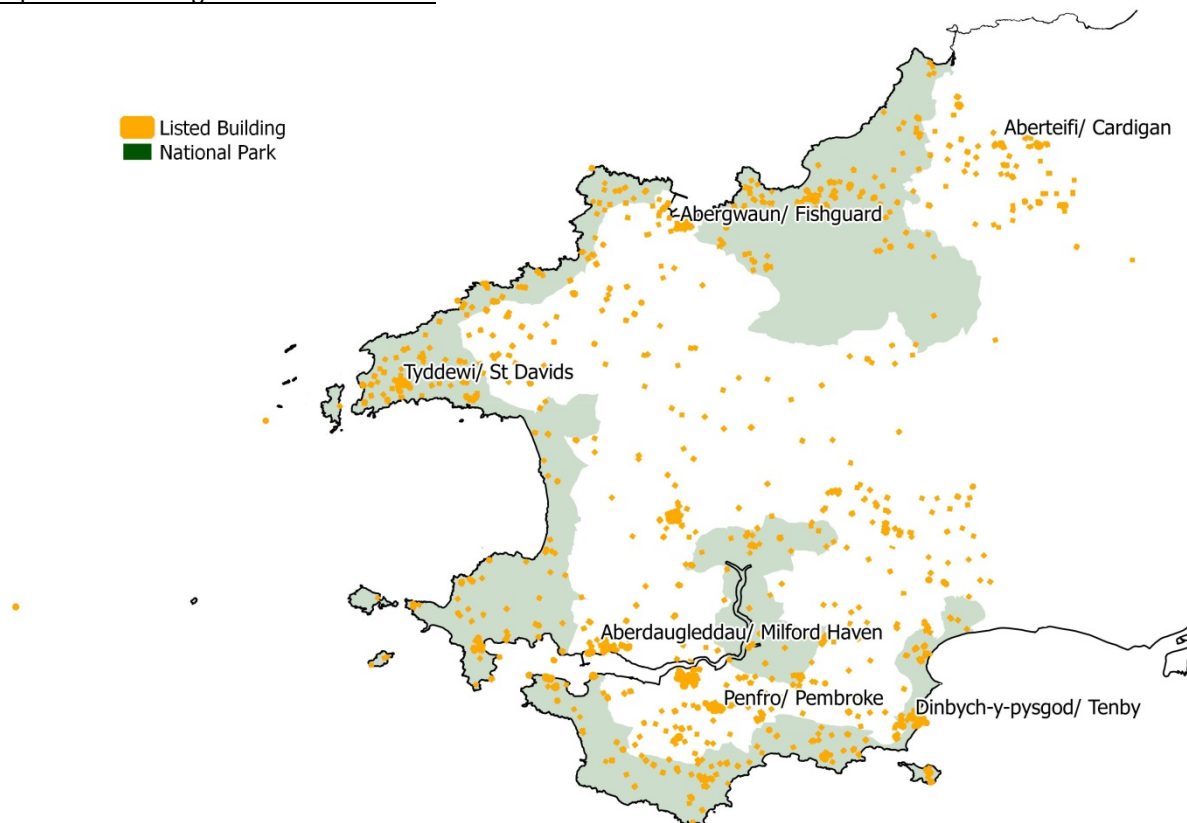 Listed Building
National Park
Aberteifi/ Cardigan
Abergwaun/ Fishguard
Tyddewi/ St Davids
Aberdaugleddau/ Milford Haven
Penfro/ Pembroke
Dinbych-y-pysgod/ Tenby